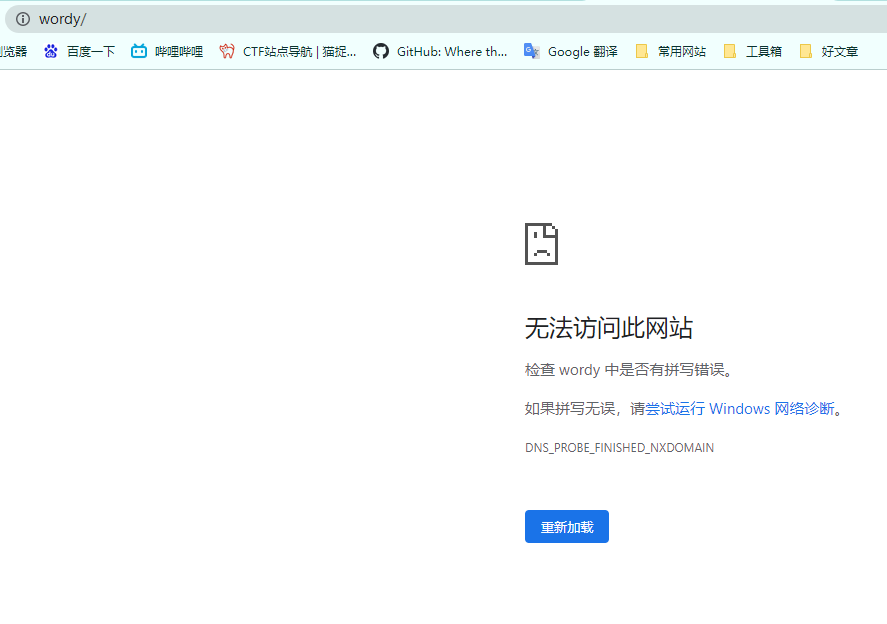 wordy/
浏览器 百度一下 哔哩哔哩 CTF站点导航 | 猫捉... GitHub: Where th... Google 翻译 常用网站 工具箱 好文章
无法访问此网站
检查 wordy 中是否有拼写错误。
如果拼写无误，请尝试运行 Windows 网络诊断。
DNS_PROBE_FINISHED_NXDOMAIN
重新加载